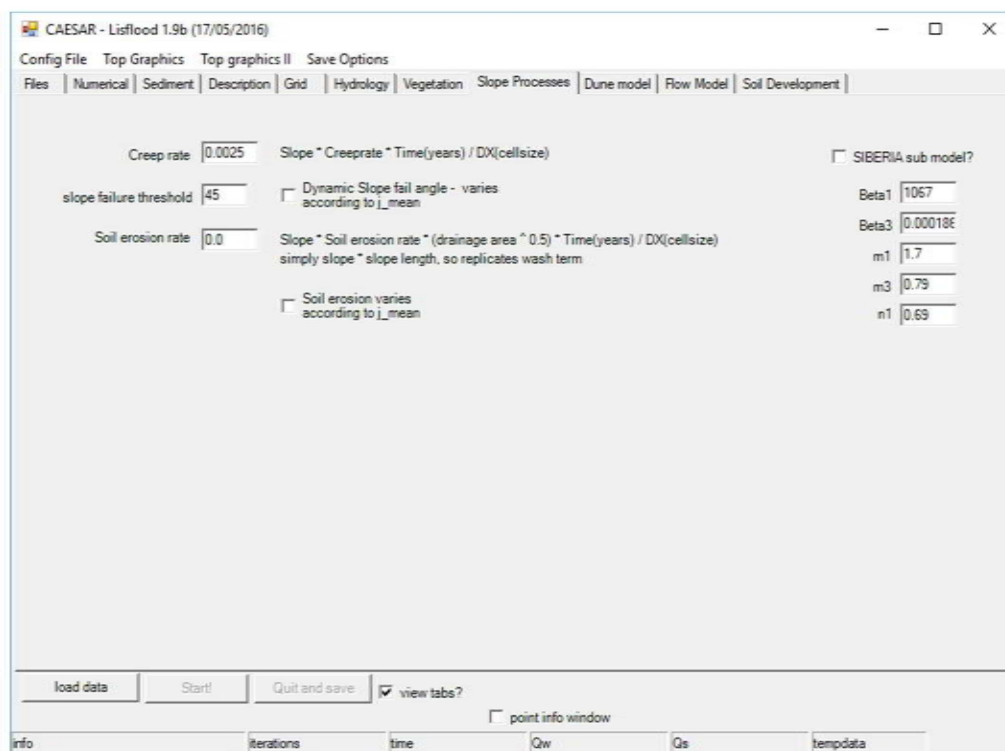 CAESAR - Lisflood 1.9b (17/05/2016)
Config File Top Graphics Top graphics II Save Options
Files Numerical Sediment Description Grid Hydrology Vegetation Slope Processes Dune model Flow Model Soil Development
Creep rate 0.0025 Slope * Creeprate * Time(years) / DX(cellsize)
SIBERIA sub model?
slope failure threshold 45 Dynamic Slope fail angle - varies
according to j_mean
Beta1 1067
Beta3 0.000186
Soil erosion rate 0.0 Slope * Soil erosion rate * (drainage area ^ 0.5) * Time(years) / DX(cellsize)
simply slope * slope length, so replicates wash term
m1 1.7
m3 0.79
Soil erosion varies
according to j_mean
n1 0.69
load data Start! Quit and save view tabs?
point info window
info iterations time Qw Qs tempdata